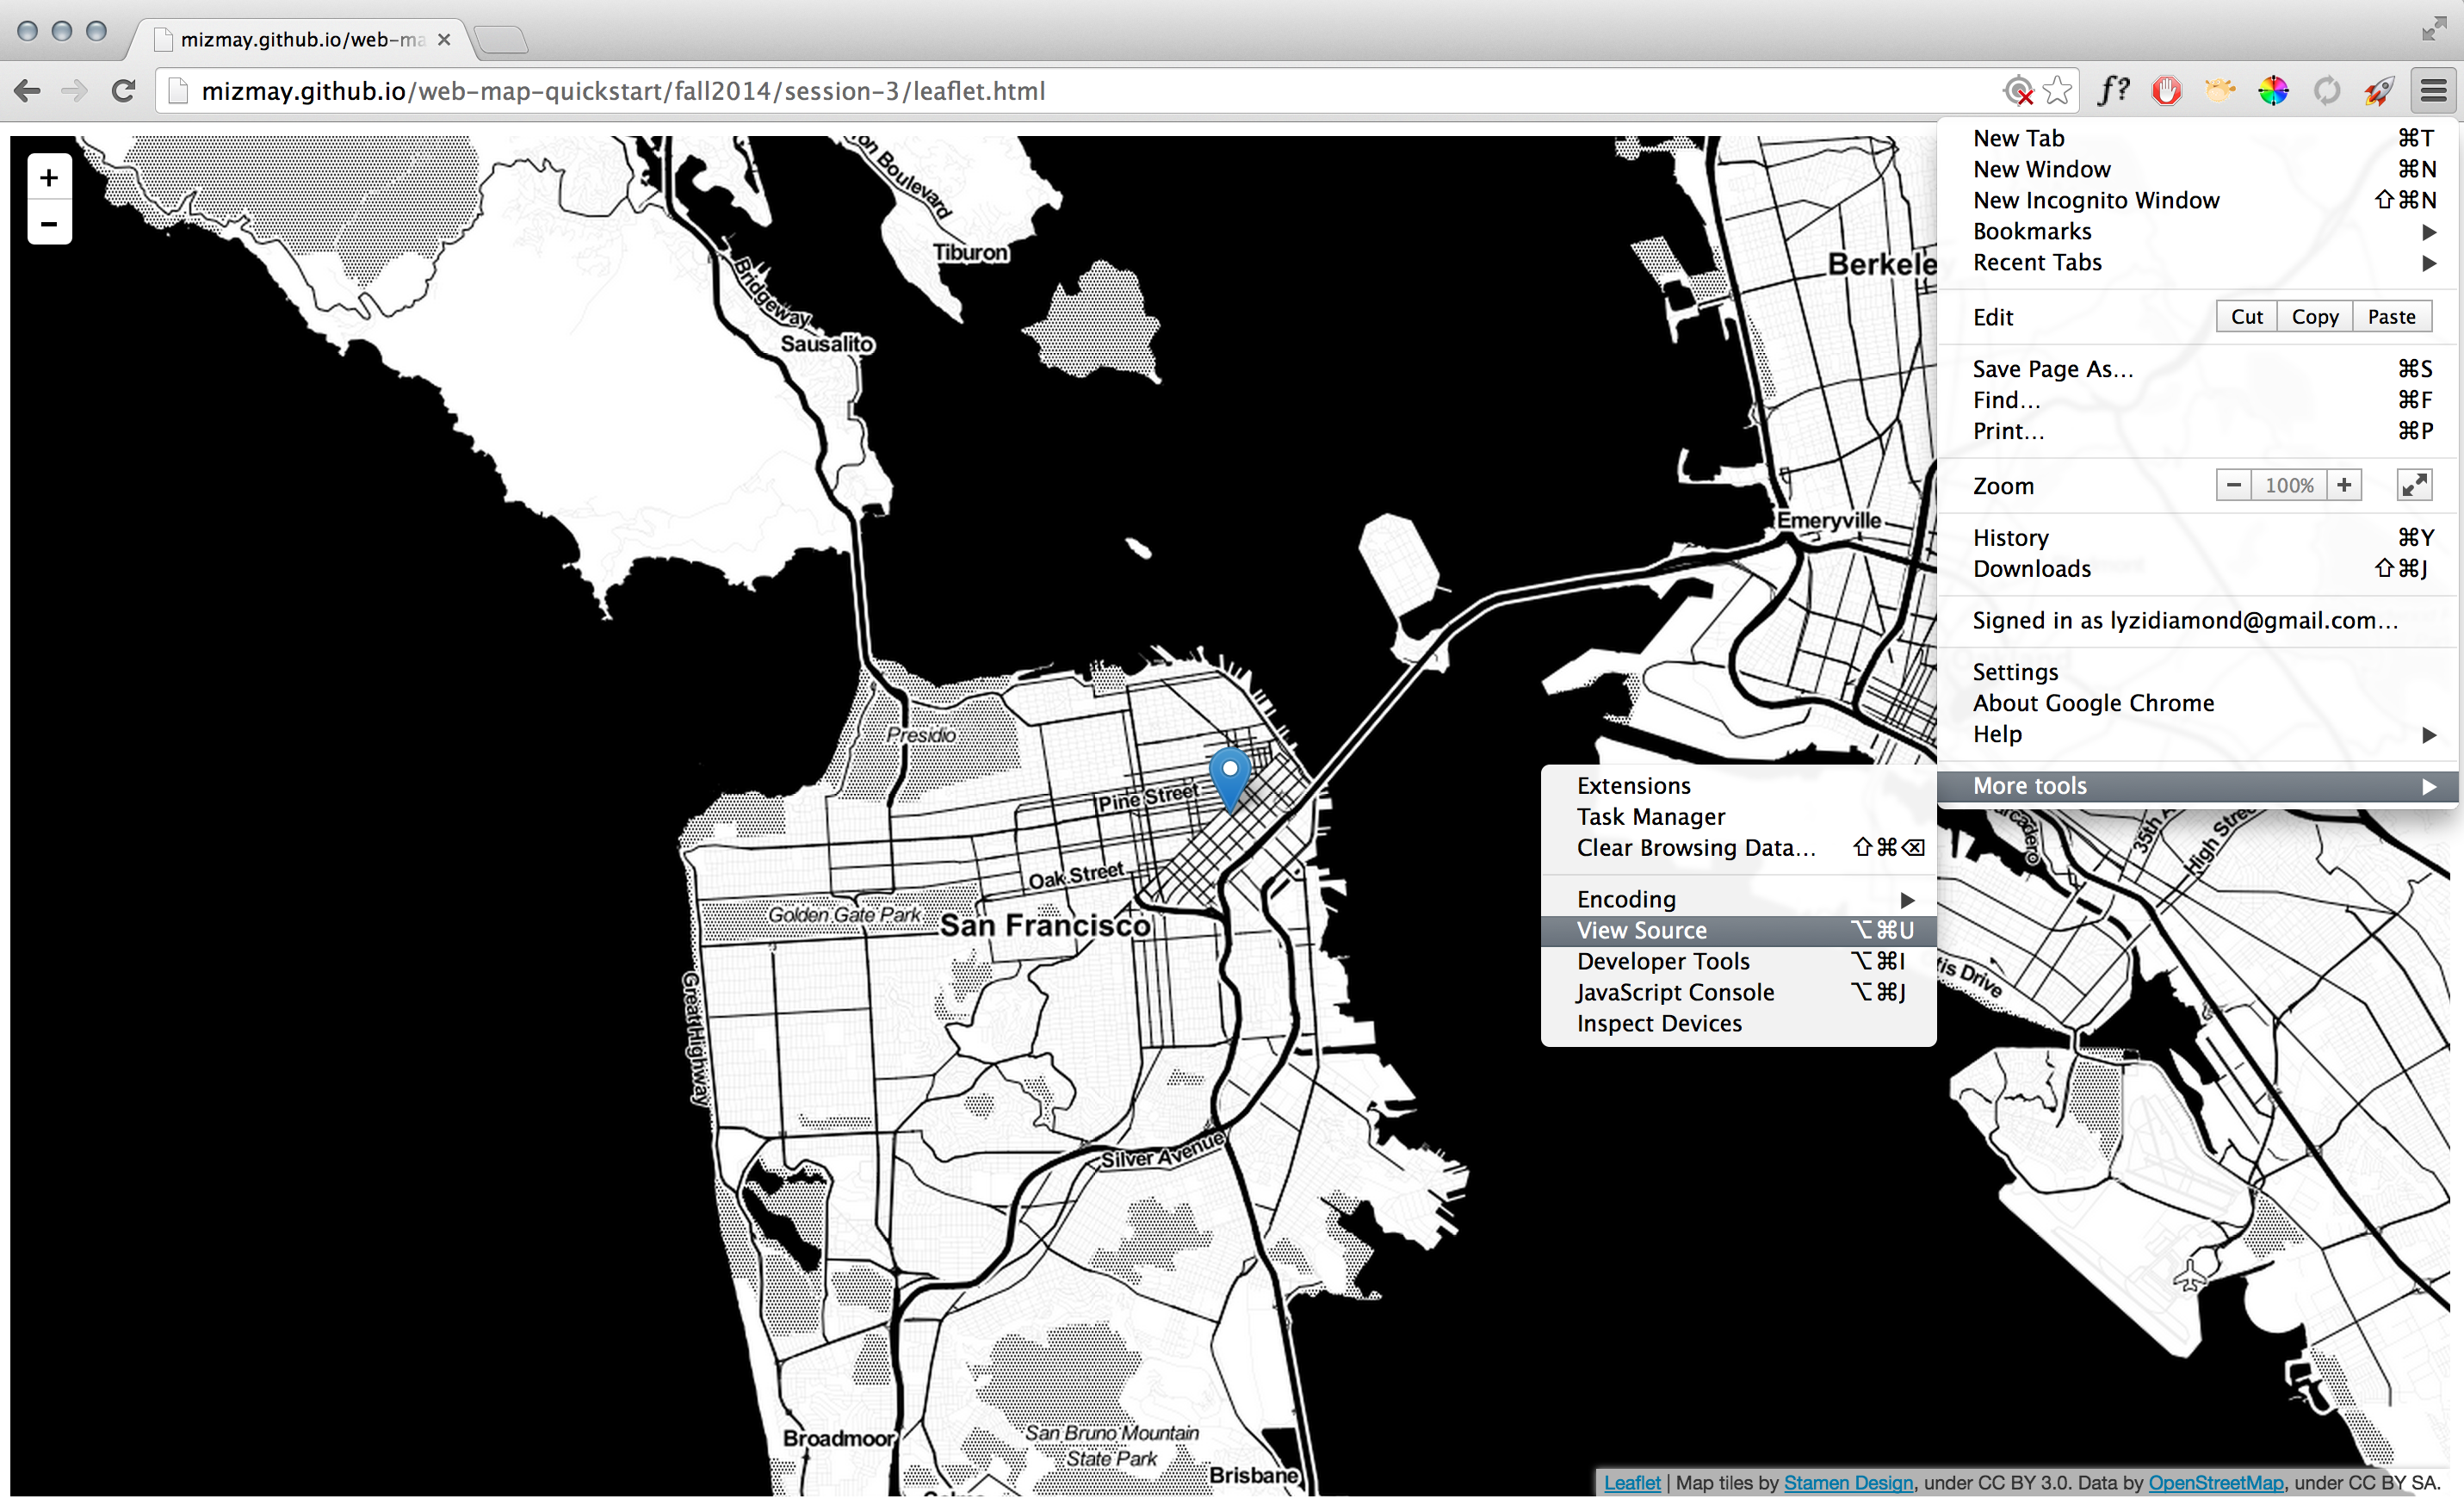 mizmay.github.io/web-ma
mizmay.github.io/web-map-quickstart/fall2014/session-3/leaflet.html
f?
+
−
Boulevard
Tiburon
Bridgeway
Sausalito
Berkele
Emeryville
Presidio
Pine Street
Oak Street
Golden Gate Park
San Francisco
Great Highway
Silver Avenue
Broadmoor
San Bruno Mountain
State Park
Brisbane
35th A
High Stree
tis Drive
New Tab ⌘T
New Window ⌘N
New Incognito Window ⇧⌘N
Bookmarks ▶
Recent Tabs ▶
Edit Cut Copy Paste
Save Page As... ⌘S
Find... ⌘F
Print... ⌘P
Zoom − 100% +
History ⌘Y
Downloads ⇧⌘J
Signed in as lyzidiamond@gmail.com...
Settings
About Google Chrome
Help ▶
More tools ▶
Extensions
Task Manager
Clear Browsing Data... ⇧⌘⌫
Encoding ▶
View Source ⌥⌘U
Developer Tools ⌥⌘I
JavaScript Console ⌥⌘J
Inspect Devices
Leaflet | Map tiles by Stamen Design, under CC BY 3.0. Data by OpenStreetMap, under CC BY SA.